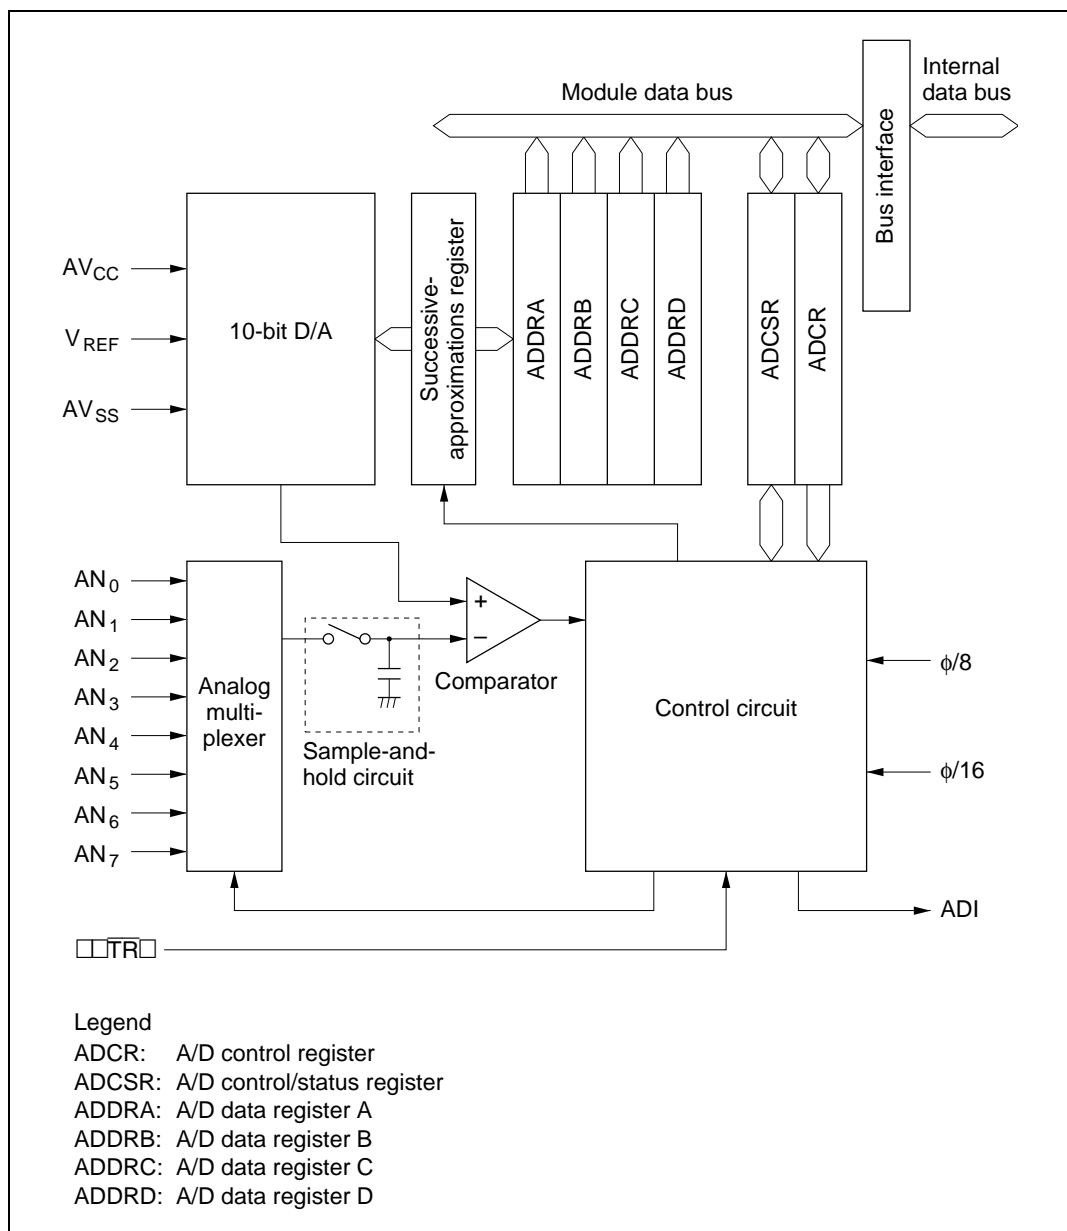 Module data bus
Internal
data bus
Bus interface
AVCC
VREF
AVSS
10-bit D/A
Successive-
approximations register
ADDRA
ADDRB
ADDRC
ADDRD
ADCSR
ADCR
AN0
AN1
AN2
AN3
AN4
AN5
AN6
AN7
Analog
multi-
plexer
+
−
Comparator
Sample-and-
hold circuit
Control circuit
ϕ/8
ϕ/16
ADI
□□TR□
Legend
ADCR: A/D control register
ADCSR: A/D control/status register
ADDRA: A/D data register A
ADDRB: A/D data register B
ADDRC: A/D data register C
ADDRD: A/D data register D